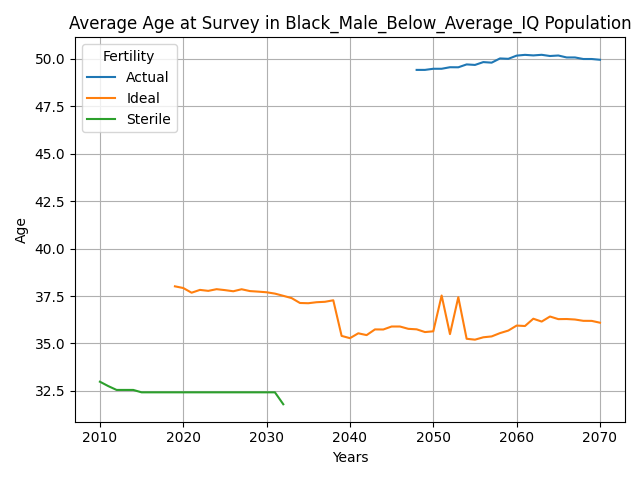 Average Age at Survey in Black_Male_Below_Average_IQ Population
Fertility
Actual
Ideal
Sterile
50.0
47.5
45.0
42.5
40.0
37.5
35.0
32.5
Age
2010 2020 2030 2040 2050 2060 2070
Years